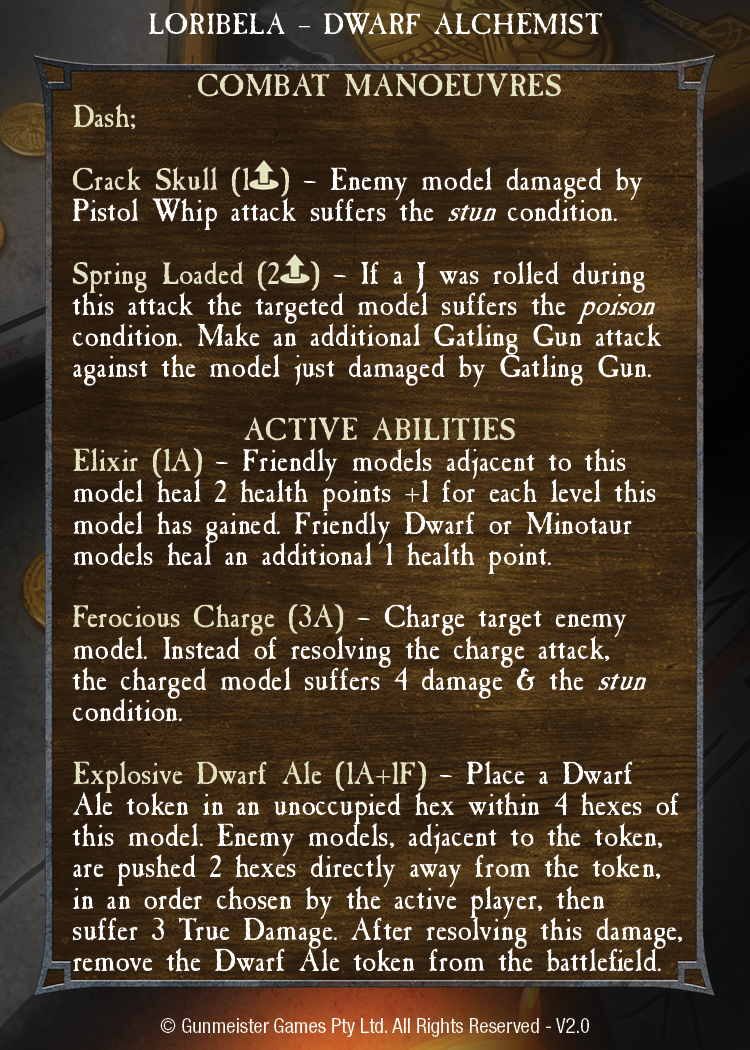 LORIBELA – DWARF ALCHEMIST
COMBAT MANOEUVRES
Dash;
Crack Skull (1) – Enemy model damaged by
Pistol Whip attack suffers the stun condition.
Spring Loaded (2) – If a J was rolled during
this attack the targeted model suffers the poison
condition. Make an additional Gatling Gun attack
against the model just damaged by Gatling Gun.
ACTIVE ABILITIES
Elixir (1A) – Friendly models adjacent to this
model heal 2 health points +1 for each level this
model has gained. Friendly Dwarf or Minotaur
models heal an additional 1 health point.
Ferocious Charge (3A) – Charge target enemy
model. Instead of resolving the charge attack,
the charged model suffers 4 damage & the stun
condition.
Explosive Dwarf Ale (1A+1F) – Place a Dwarf
Ale token in an unoccupied hex within 4 hexes of
this model. Enemy models, adjacent to the token,
are pushed 2 hexes directly away from the token,
in an order chosen by the active player, then
suffer 3 True Damage. After resolving this damage,
remove the Dwarf Ale token from the battlefield.
© Gunmeister Games Pty Ltd. All Rights Reserved - V2.0